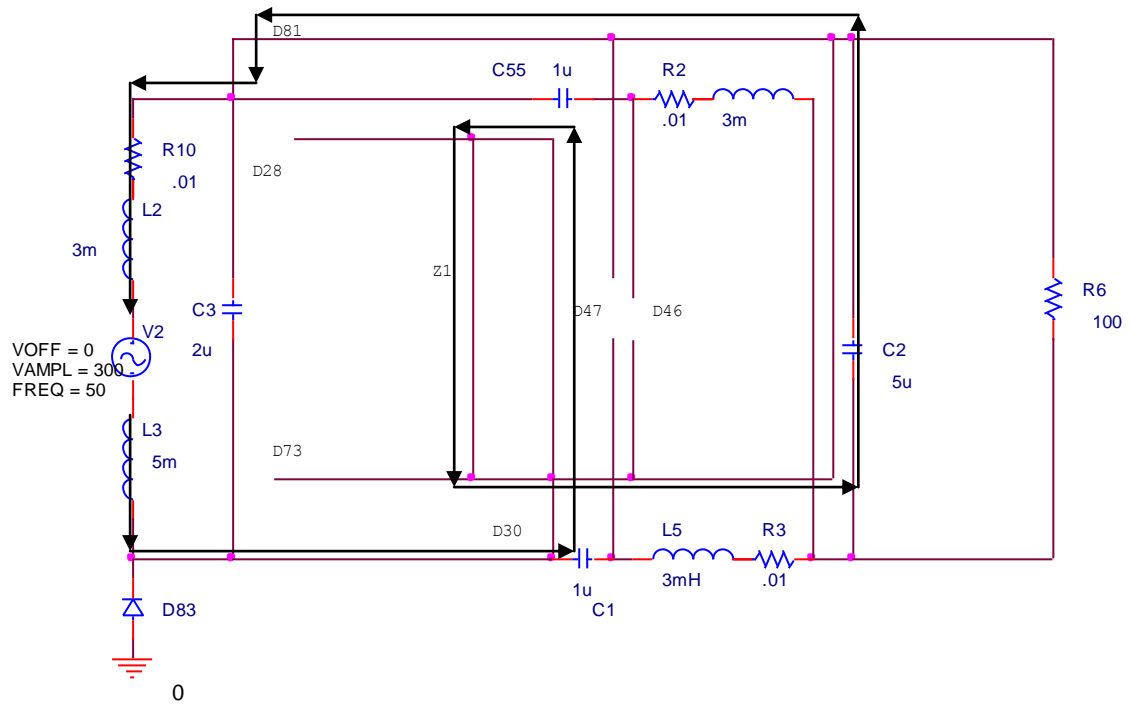 D81
C55
1u
R2
.01
3m
R10
.01
D28
L2
3m
Z1
C3
2u
D47
D46
R6
100
V2
VOFF = 0
VAMPL = 300
FREQ = 50
C2
5u
L3
5m
D73
D30
L5
3mH
R3
.01
1u
C1
D83
0